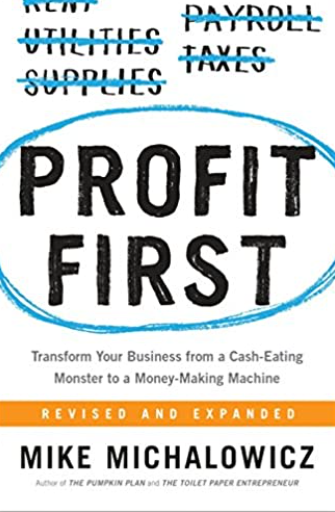 RENT
PAYROLL
UTILITIES
TAXES
SUPPLIES
PROFIT
FIRST
Transform Your Business from a Cash-Eating
Monster to a Money-Making Machine
REVISED AND EXPANDED
MIKE MICHALOWICZ
Author of THE PUMPKIN PLAN and THE TOILET PAPER ENTREPRENEUR